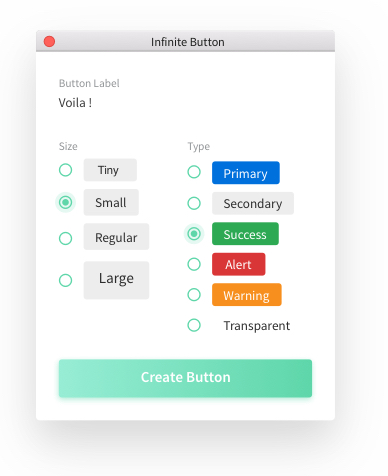 Infinite Button
Button Label
Voila !
Size
Tiny
Small
Regular
Large
Type
Primary
Secondary
Success
Alert
Warning
Transparent
Create Button